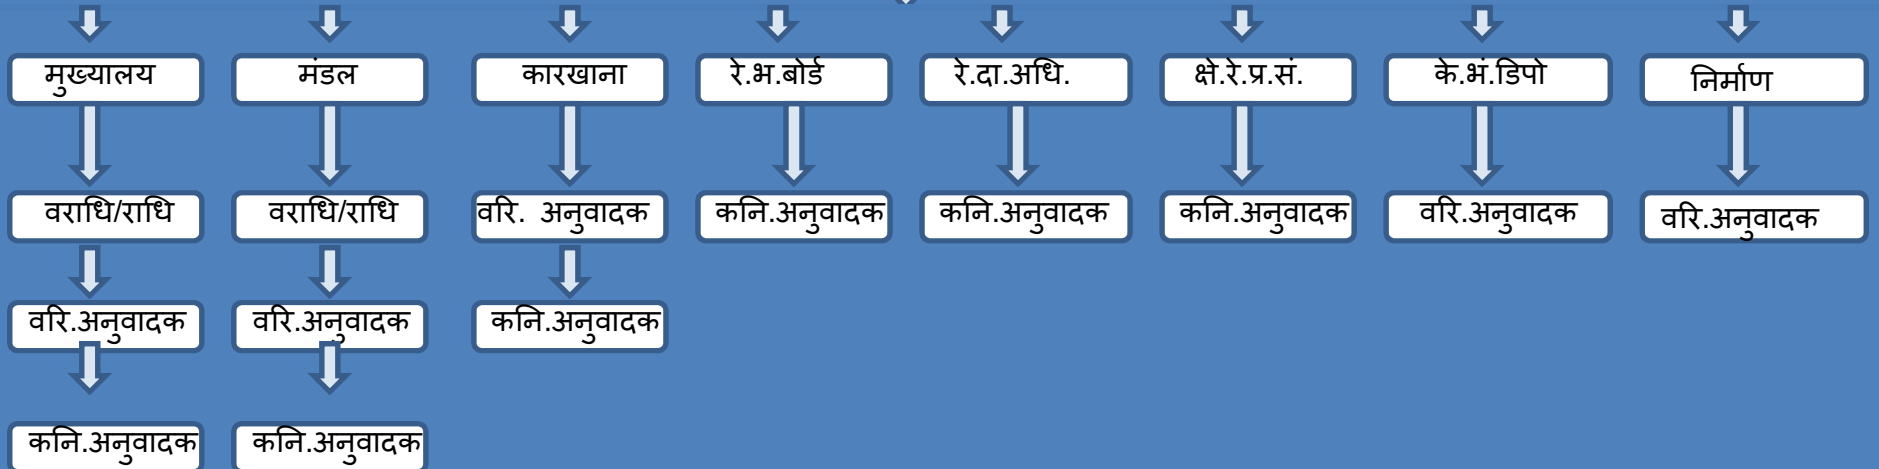 मुख्यालय
मंडल
कारखाना
रे.भ.बोर्ड
रे.दा.अधि.
क्षे.रे.प्र.सं.
के.भं.डिपो
निर्माण
वराधि/राधि
वराधि/राधि
वरि. अनुवादक
कनि.अनुवादक
कनि.अनुवादक
कनि.अनुवादक
वरि.अनुवादक
वरि.अनुवादक
वरि.अनुवादक
वरि.अनुवादक
कनि.अनुवादक
कनि.अनुवादक
कनि.अनुवादक